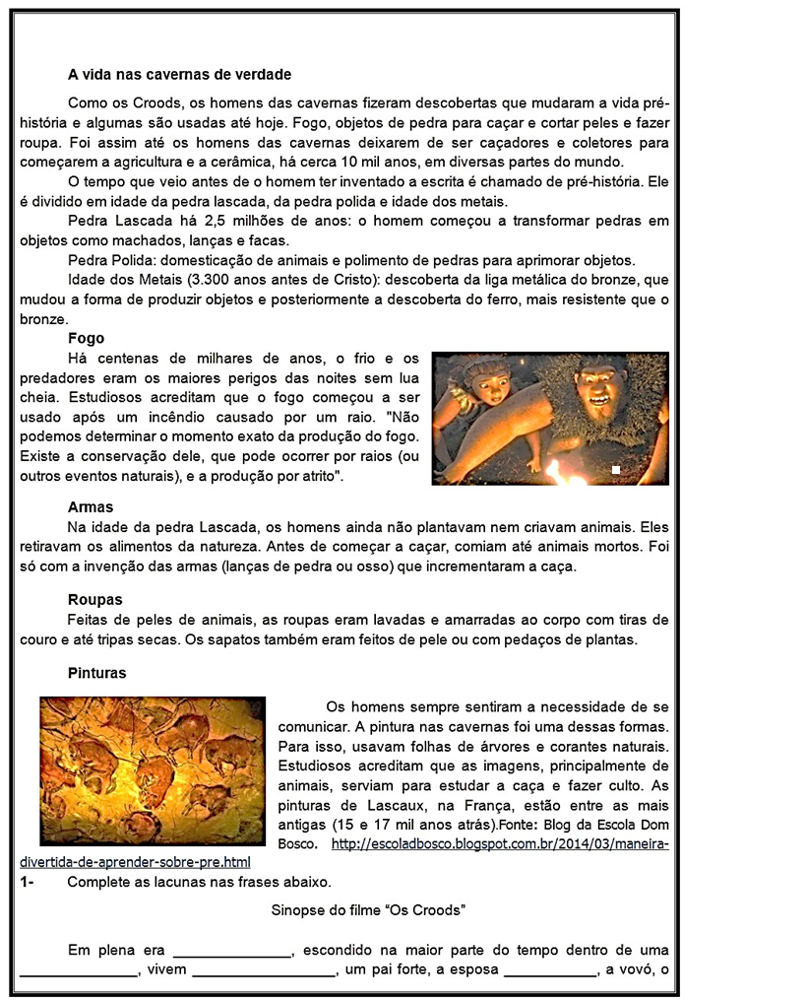 A vida nas cavernas de verdade
Como os Croods, os homens das cavernas fizeram descobertas que mudaram a vida pré-
história e algumas são usadas até hoje. Fogo, objetos de pedra para caçar e cortar peles e fazer
roupa. Foi assim até os homens das cavernas deixarem de ser caçadores e coletores para
começarem a agricultura e a cerâmica, há cerca 10 mil anos, em diversas partes do mundo.
O tempo que veio antes de o homem ter inventado a escrita é chamado de pré-história. Ele
é dividido em idade da pedra lascada, da pedra polida e idade dos metais.
Pedra Lascada há 2,5 milhões de anos: o homem começou a transformar pedras em
objetos como machados, lanças e facas.
Pedra Polida: domesticação de animais e polimento de pedras para aprimorar objetos.
Idade dos Metais (3.300 anos antes de Cristo): descoberta da liga metálica do bronze, que
mudou a forma de produzir objetos e posteriormente a descoberta do ferro, mais resistente que o
bronze.
Fogo
Há centenas de milhares de anos, o frio e os
predadores eram os maiores perigos das noites sem lua
cheia. Estudiosos acreditam que o fogo começou a ser
usado após um incêndio causado por um raio. "Não
podemos determinar o momento exato da produção do fogo.
Existe a conservação dele, que pode ocorrer por raios (ou
outros eventos naturais), e a produção por atrito".
Armas
Na idade da pedra Lascada, os homens ainda não plantavam nem criavam animais. Eles
retiravam os alimentos da natureza. Antes de começar a caçar, comiam até animais mortos. Foi
só com a invenção das armas (lanças de pedra ou osso) que incrementaram a caça.
Roupas
Feitas de peles de animais, as roupas eram lavadas e amarradas ao corpo com tiras de
couro e até tripas secas. Os sapatos também eram feitos de pele ou com pedaços de plantas.
Pinturas
Os homens sempre sentiram a necessidade de se
comunicar. A pintura nas cavernas foi uma dessas formas.
Para isso, usavam folhas de árvores e corantes naturais.
Estudiosos acreditam que as imagens, principalmente de
animais, serviam para estudar a caça e fazer culto. As
pinturas de Lascaux, na França, estão entre as mais
antigas (15 e 17 mil anos atrás).Fonte: Blog da Escola Dom
Bosco. http://escoladbosco.blogspot.com.br/2014/03/maneira-
divertida-de-aprender-sobre-pre.html
1- Complete as lacunas nas frases abaixo.
Sinopse do filme “Os Croods”
Em plena era ______________, escondido na maior parte do tempo dentro de uma
______________, vivem _________________, um pai forte, a esposa ___________, a vovó, o